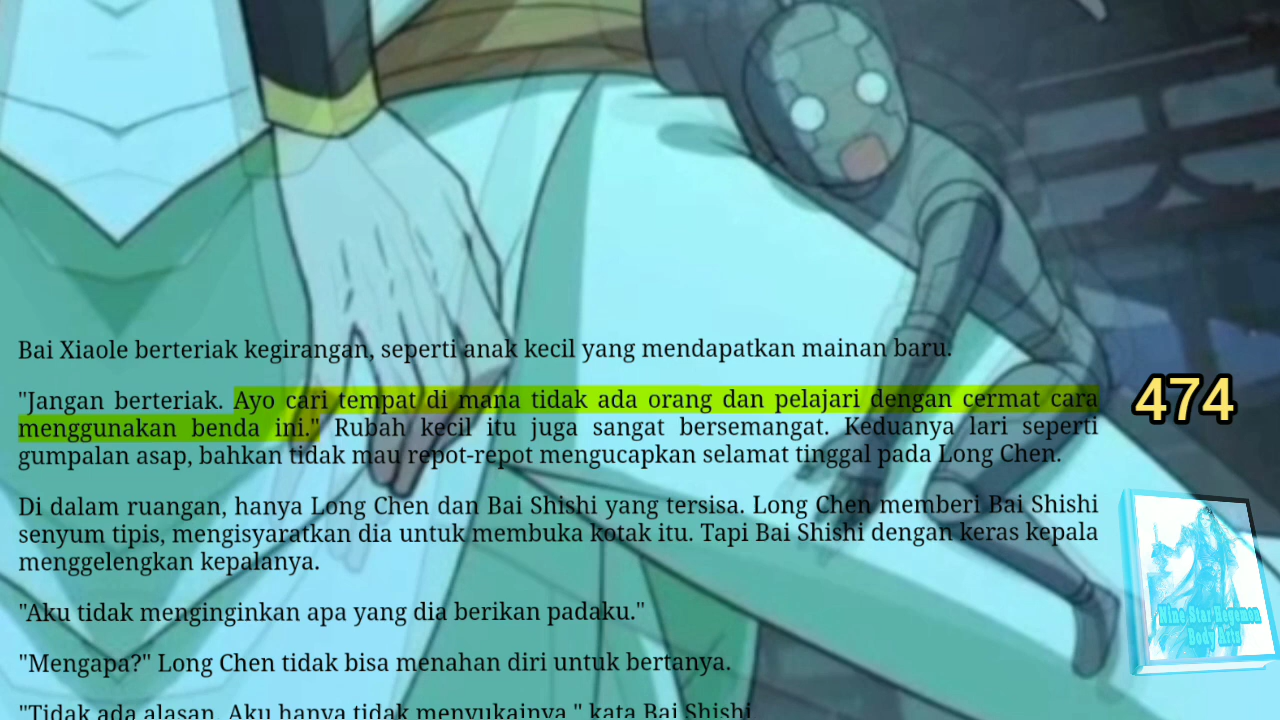 Bai Xiaole berteriak kegirangan, seperti anak kecil yang mendapatkan mainan baru.
"Jangan berteriak. Ayo cari tempat di mana tidak ada orang dan pelajari dengan cermat cara
menggunakan benda ini." Rubah kecil itu juga sangat bersemangat. Keduanya lari seperti
gumpalan asap, bahkan tidak mau repot-repot mengucapkan selamat tinggal pada Long Chen.
474
Di dalam ruangan, hanya Long Chen dan Bai Shishi yang tersisa. Long Chen memberi Bai Shishi
senyum tipis, mengisyaratkan dia untuk membuka kotak itu. Tapi Bai Shishi dengan keras kepala
menggelengkan kepalanya.
"Aku tidak menginginkan apa yang dia berikan padaku."
"Mengapa?" Long Chen tidak bisa menahan diri untuk bertanya.
"Tidak ada alasan. Aku hanya tidak menyukainya." kata Bai Shishi
Nine Star Hegemon
Body Arts